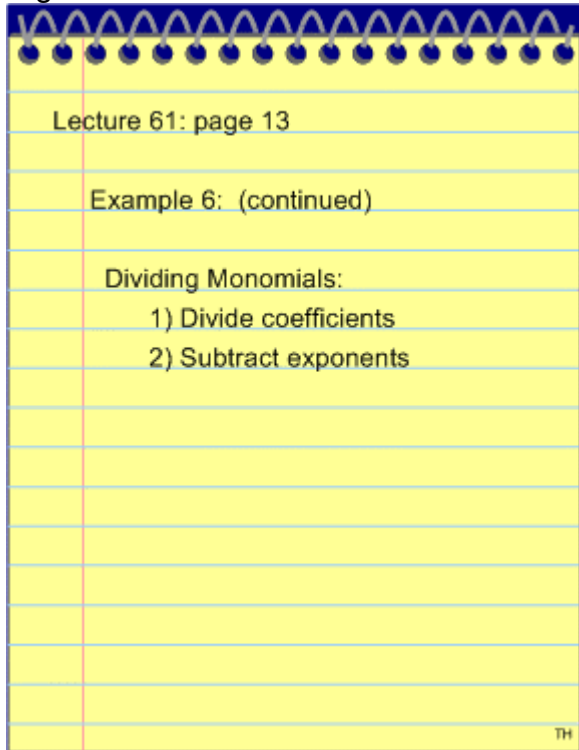 Lecture 61: page 13
Example 6: (continued)
Dividing Monomials:
1) Divide coefficients
2) Subtract exponents
TH